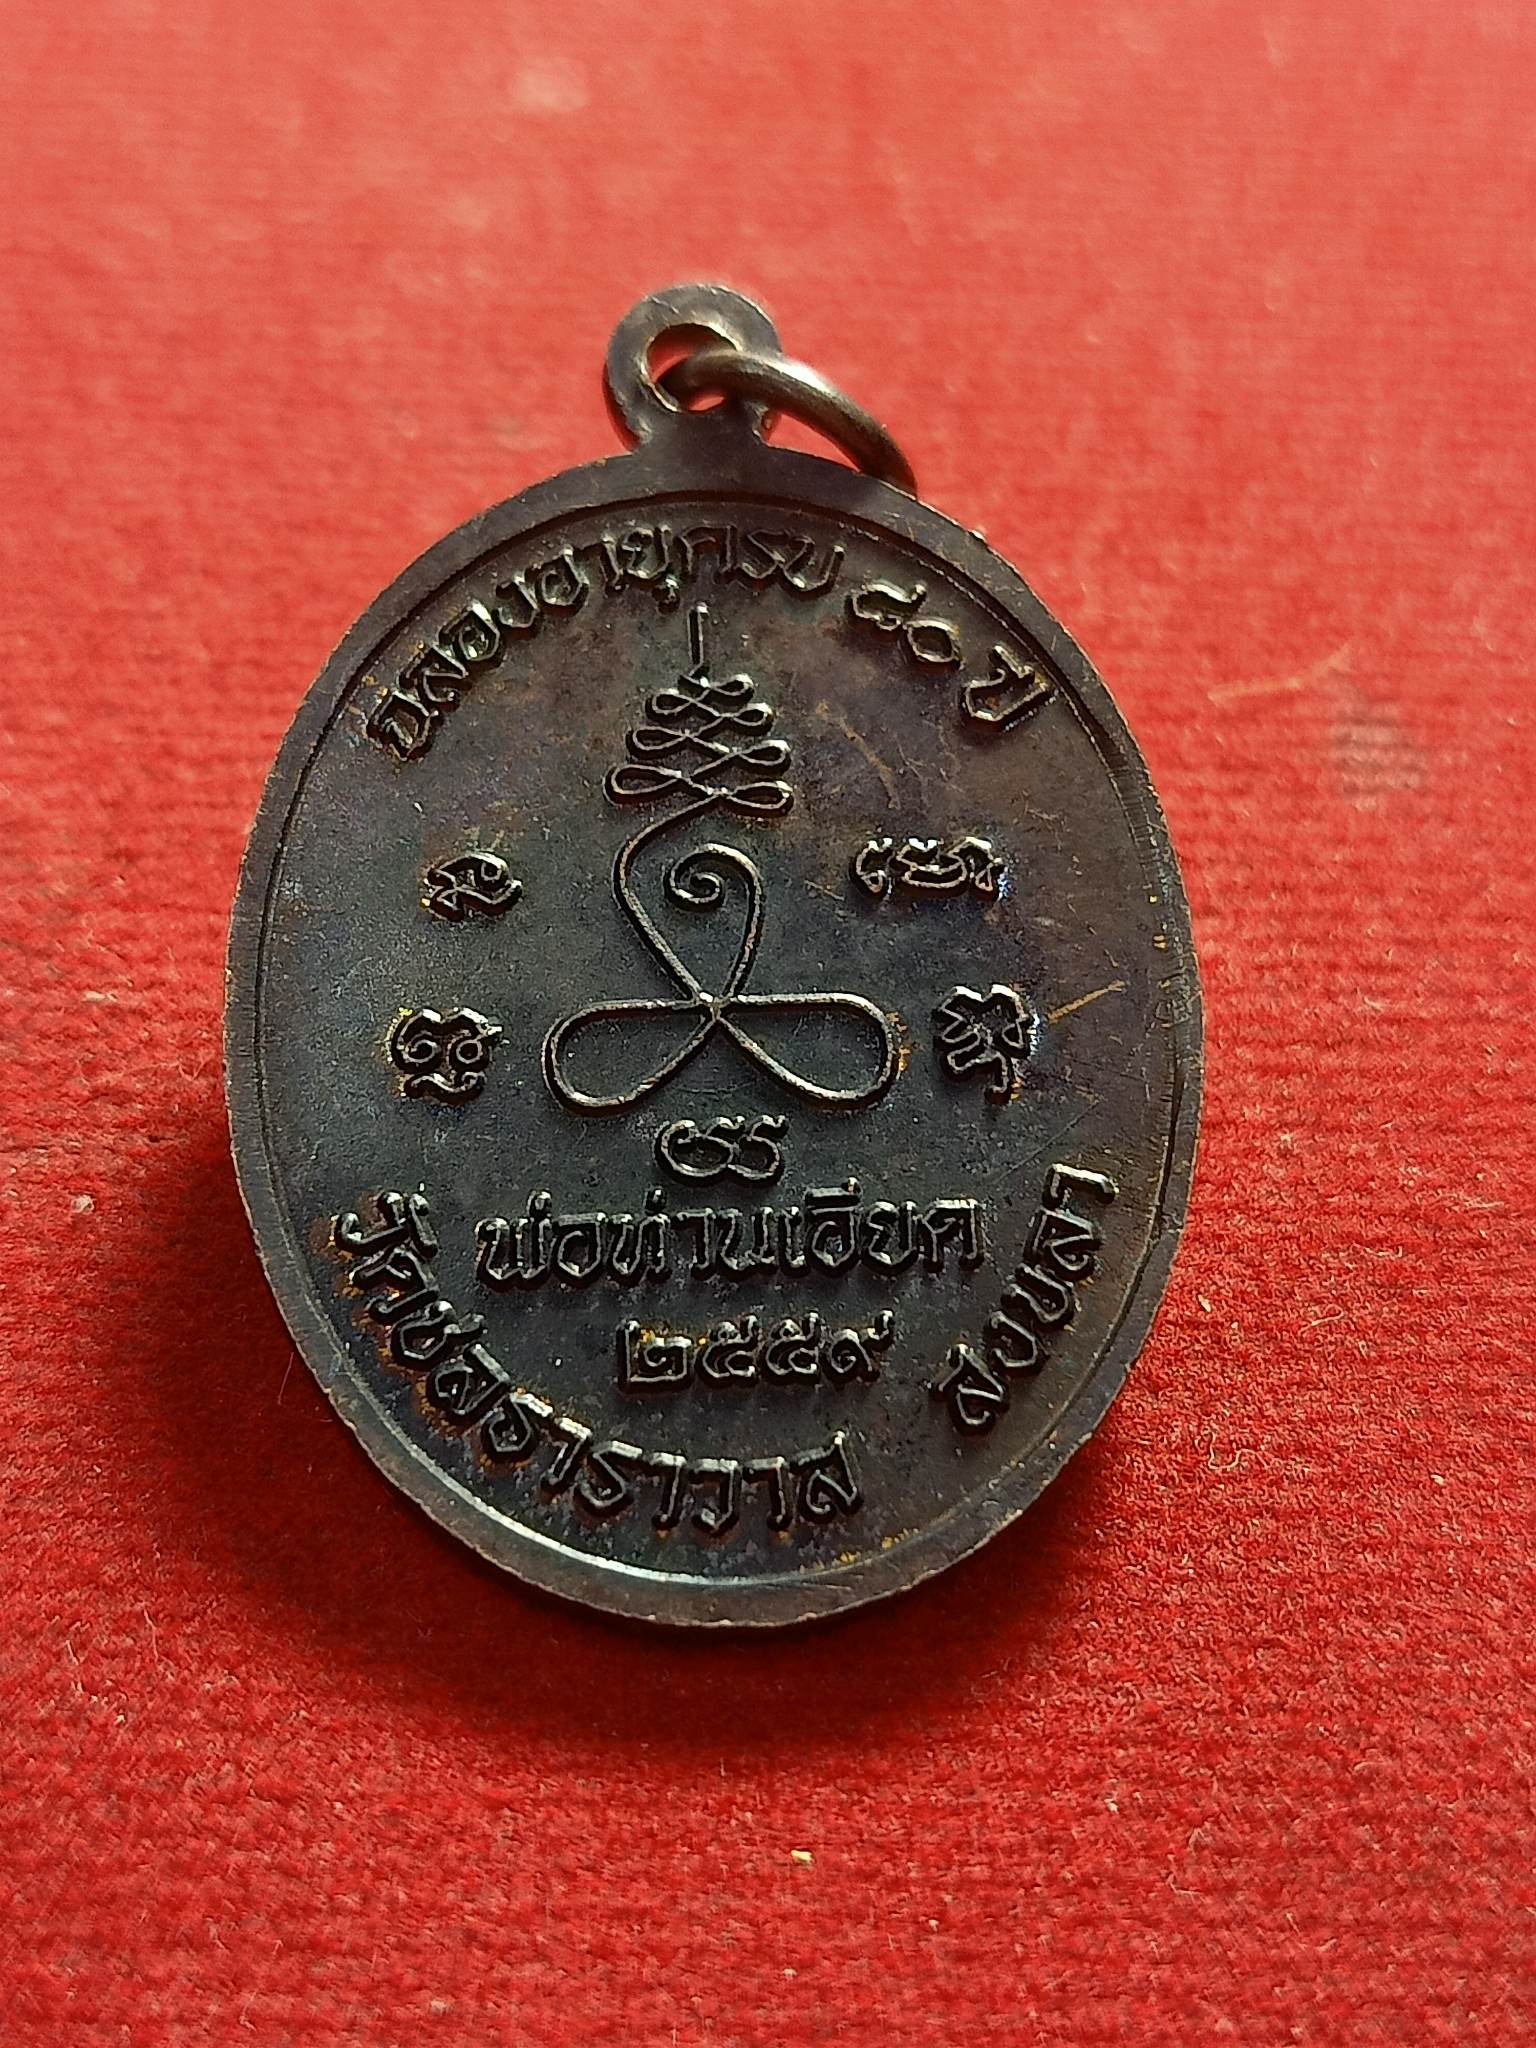 ฉลองอายุครบ ๘๐ ปี
พ่อท่านเอียด
๒๕๕๙
วัดชลธาราวาส สงขลา